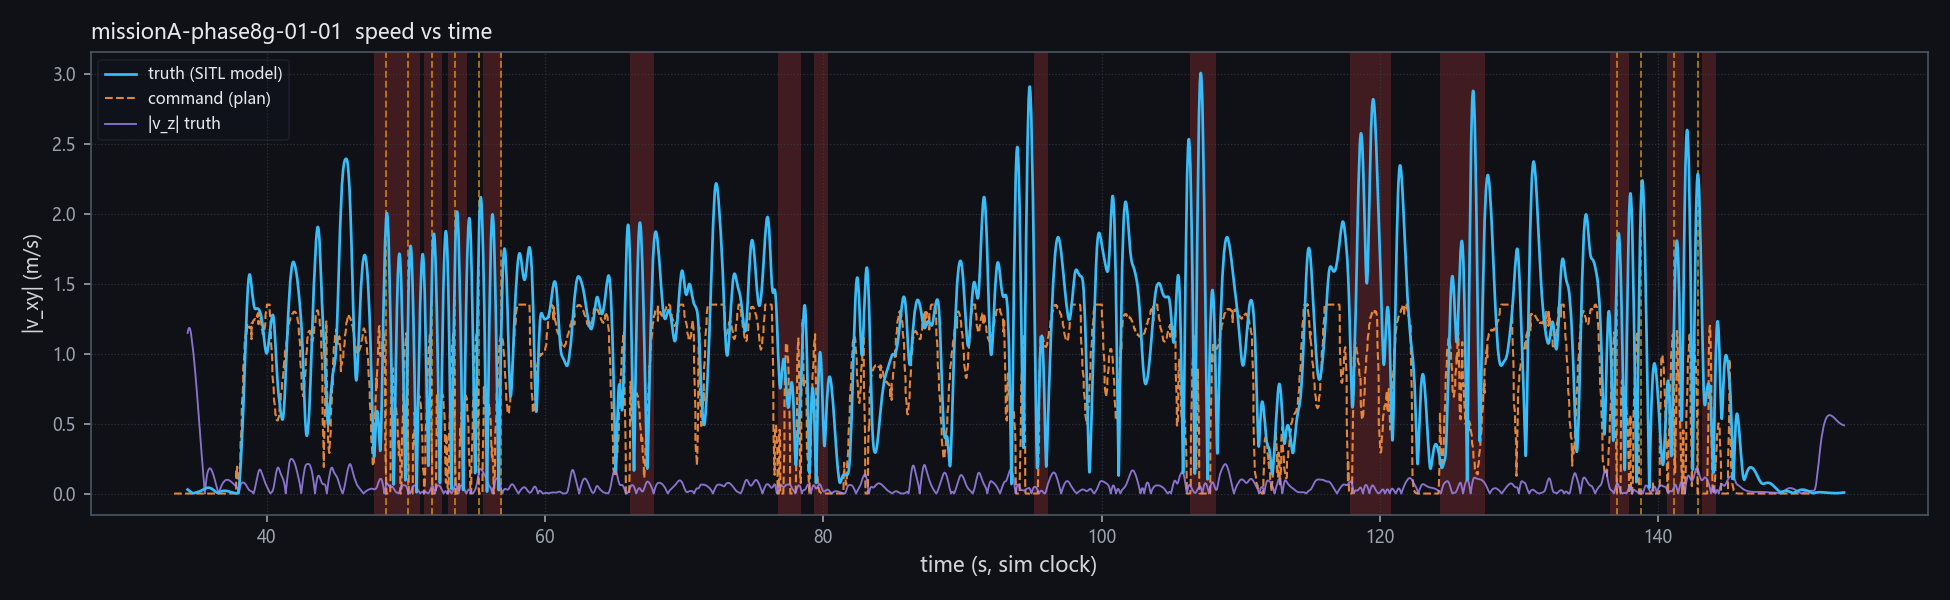 missionA-phase8g-01-01  speed vs time
truth (SITL model)
command (plan)
|v_z| truth
|v_xy| (m/s)
3.0
2.5
2.0
1.5
1.0
0.5
0.0
40 60 80 100 120 140
time (s, sim clock)